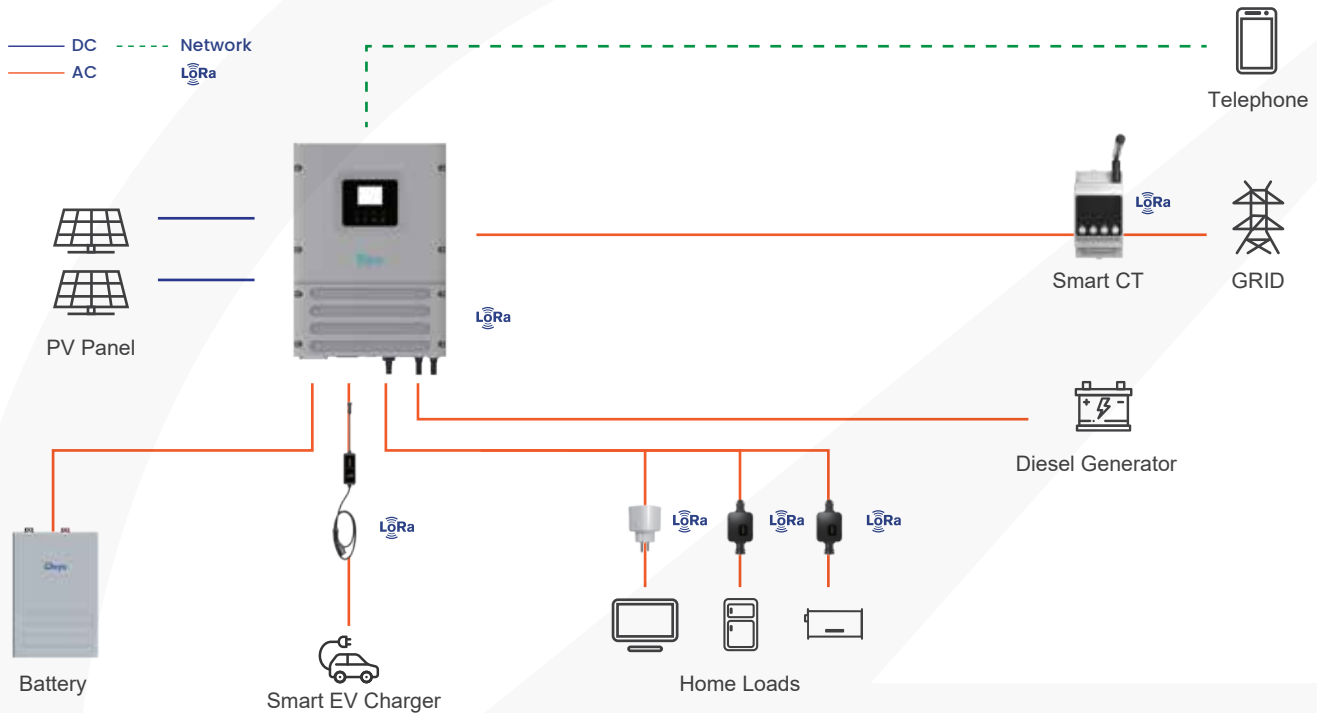 DC
Network
AC
LoRa
Telephone
LoRa
Smart CT
GRID
PV Panel
LoRa
Diesel Generator
LoRa
LoRa
LoRa
LoRa
Deye
Battery
Smart EV Charger
Home Loads